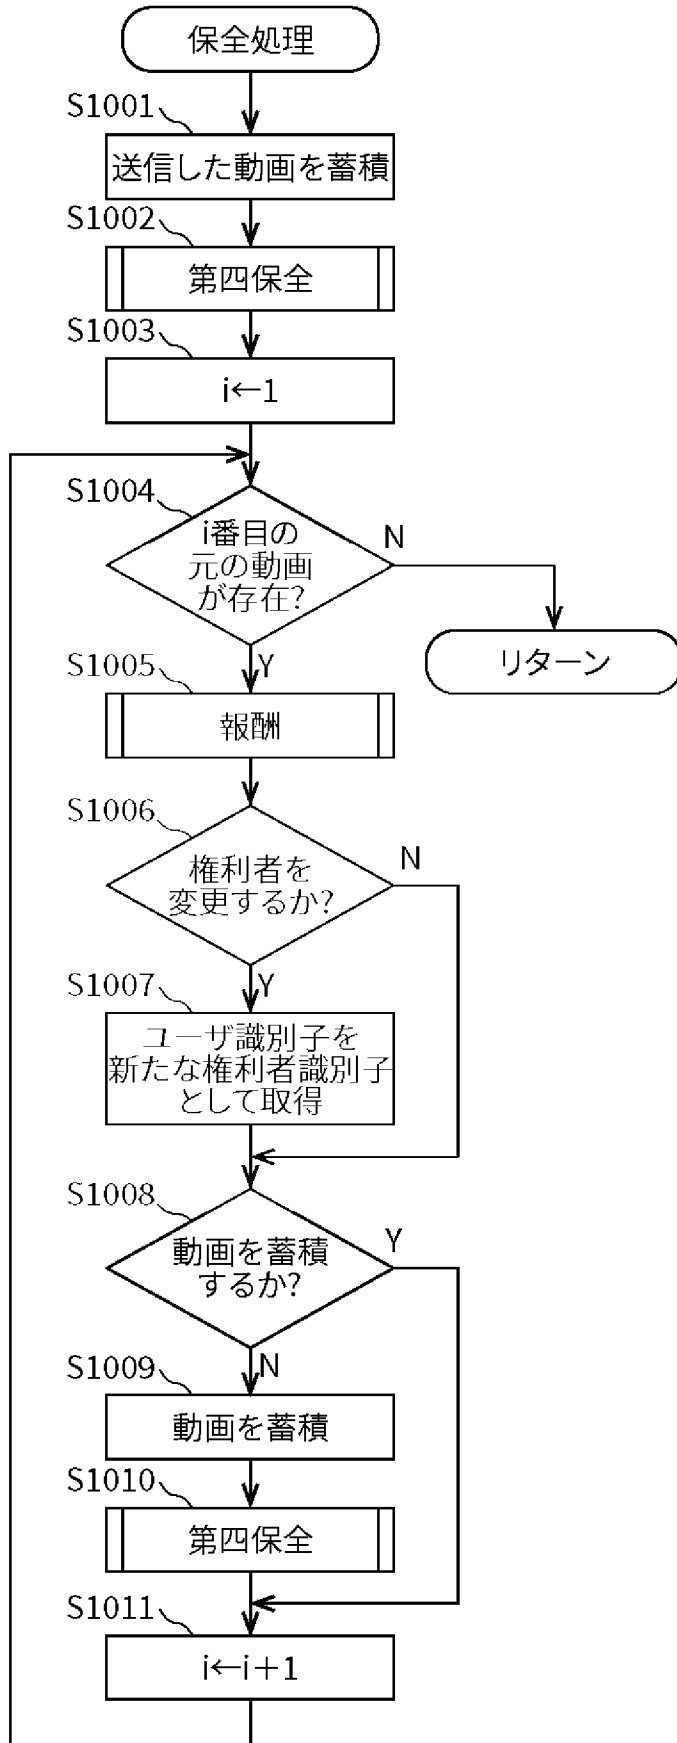 保全処理
S1001
送信した動画を蓄積
S1002
第四保全
S1003
i←1
S1004
i番目の
元の動画
が存在?
N
Y
リターン
S1005
報酬
S1006
権利者を
変更するか?
N
Y
S1007
ユーザ識別子を
新たな権利者識別子
として取得
S1008
動画を蓄積
するか?
Y
N
S1009
動画を蓄積
S1010
第四保全
S1011
i←i+1